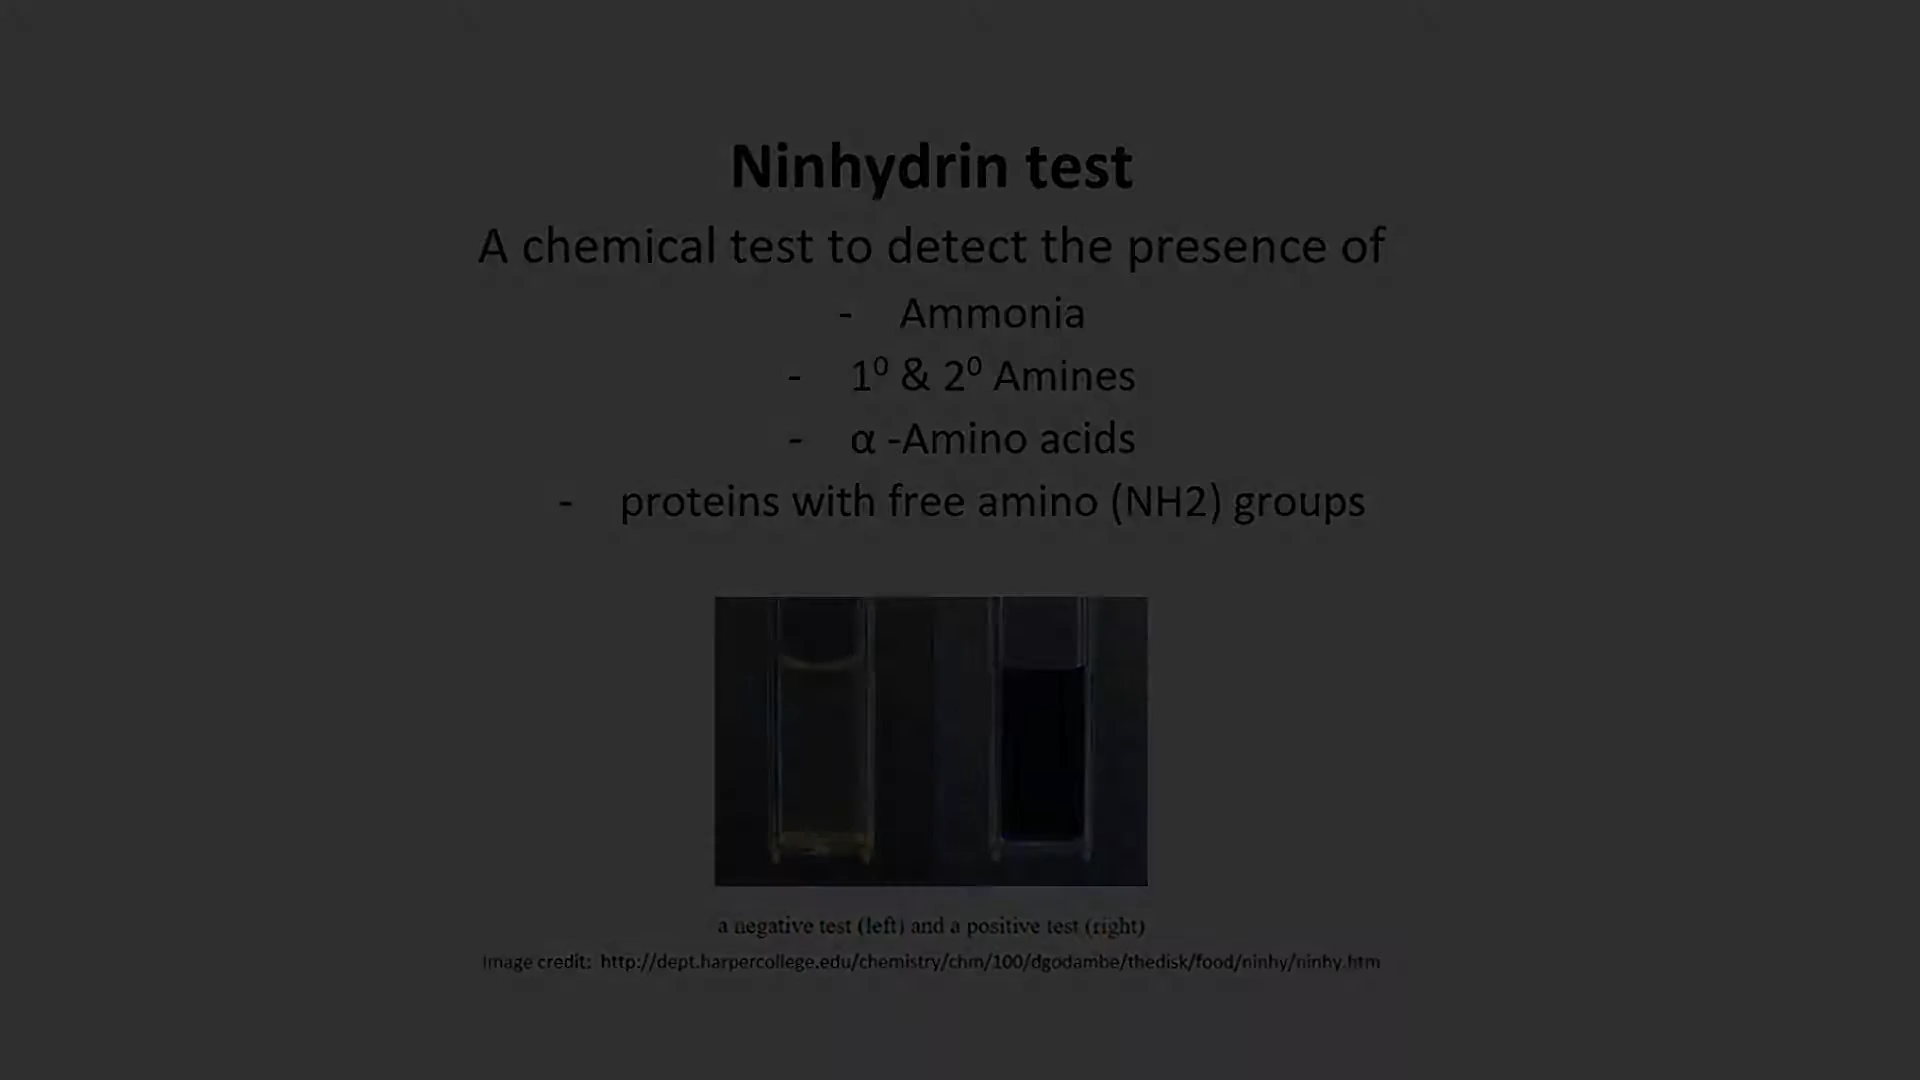 Ninhydrin test
A chemical test to detect the presence of
- Ammonia
- 1⁰ & 2⁰ Amines
- α -Amino acids
- proteins with free amino (NH2) groups
a negative test (left) and a positive test (right)
Image credit: http://dept.harpercollege.edu/chemistry/chm/100/dgodambe/thedisk/food/ninhy/ninhy.htm